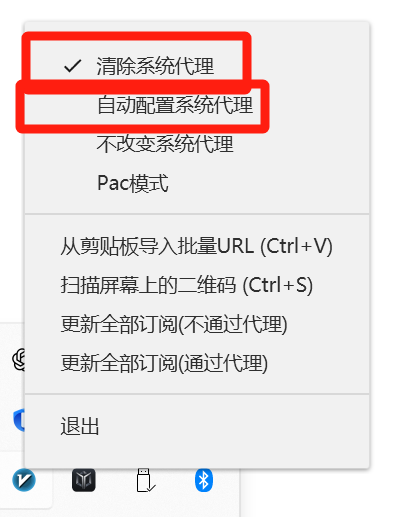 清除系统代理
自动配置系统代理
不改变系统代理
Pac模式
从剪贴板导入批量URL (Ctrl+V)
扫描屏幕上的二维码 (Ctrl+S)
更新全部订阅(不通过代理)
更新全部订阅(通过代理)
退出